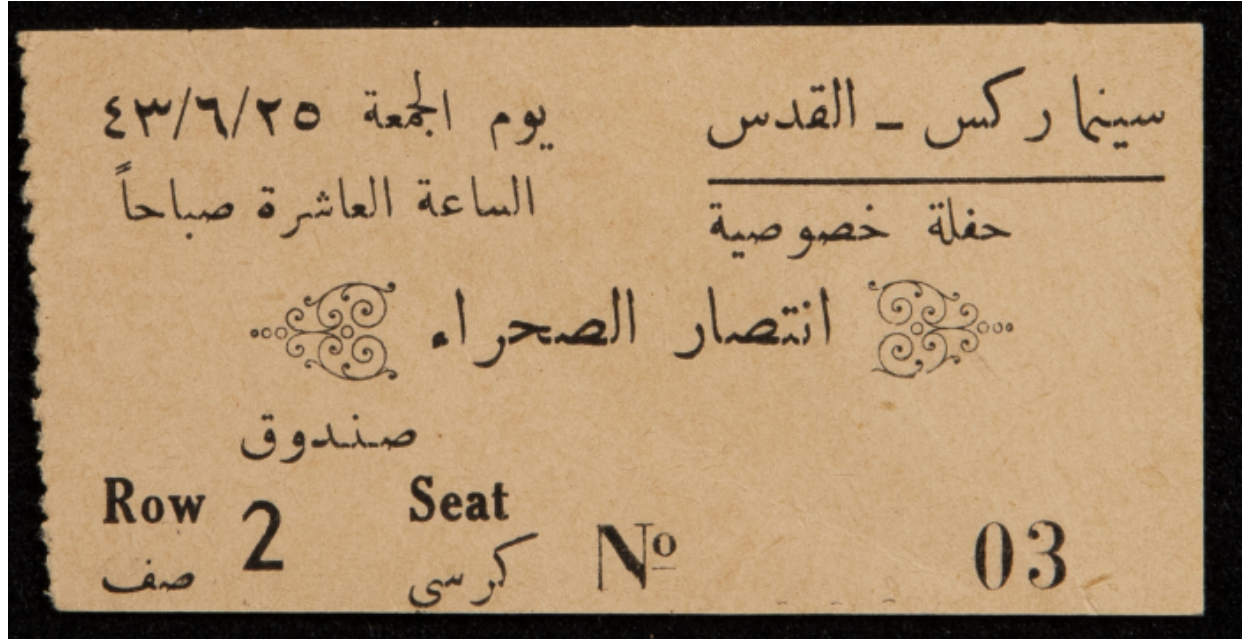 سينما ركس - القدس
يوم الجمعة ٤٣/٦/٢٥
حفلة خصوصية
الساعة العاشرة صباحاً
انتصار الصحراء
صندوق
Row 2 Seat Nº 03
صف كرسي